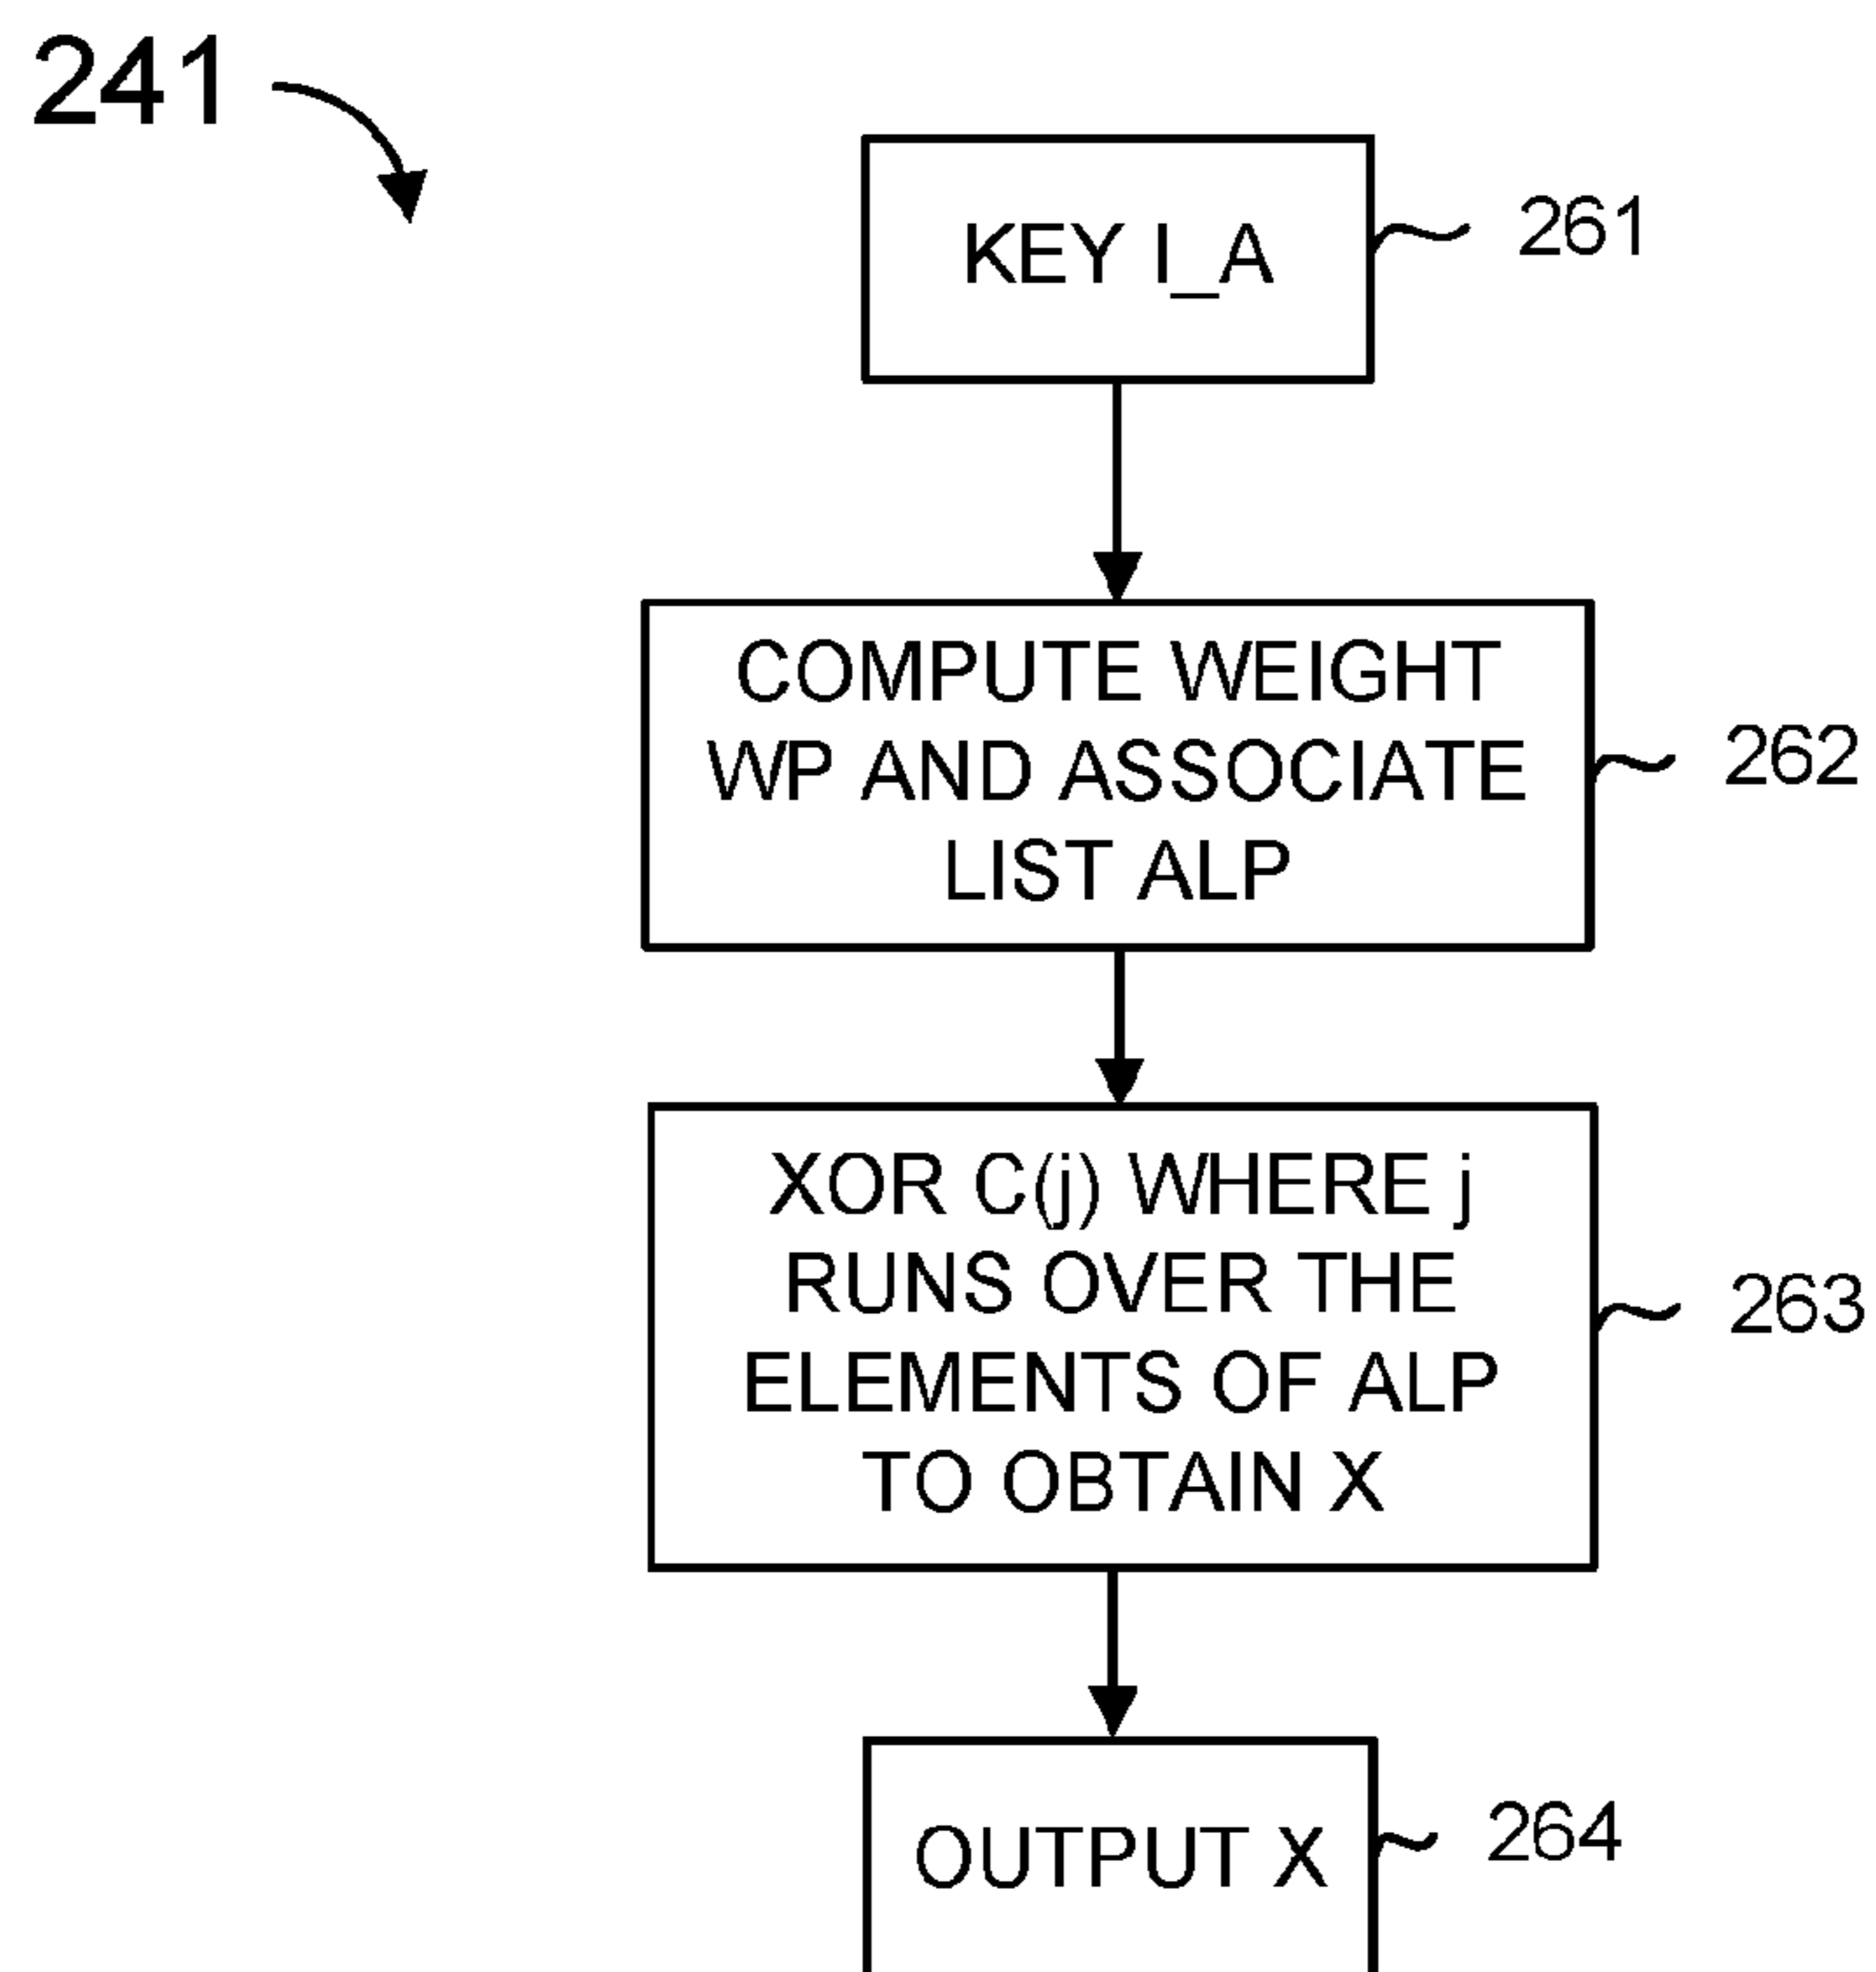 241
KEY I_A
261
COMPUTE WEIGHT
WP AND ASSOCIATE
LIST ALP
262
XOR C(j) WHERE j
RUNS OVER THE
ELEMENTS OF ALP
TO OBTAIN X
263
OUTPUT X
264